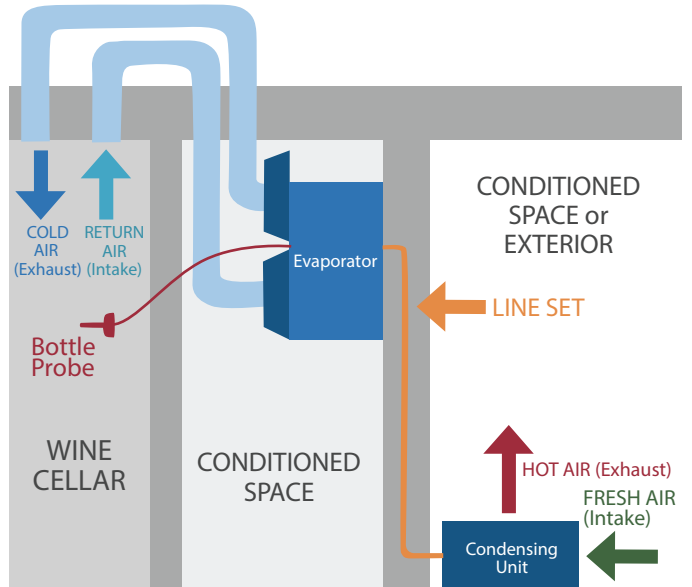 COLD
AIR
(Exhaust)
RETURN
AIR
(Intake)
Bottle
Probe
WINE
CELLAR
Evaporator
CONDITIONED
SPACE
CONDITIONED
SPACE or
EXTERIOR
LINE SET
HOT AIR (Exhaust)
FRESH AIR
(Intake)
Condensing
Unit